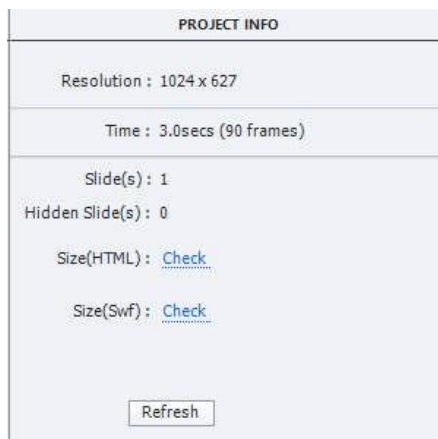 PROJECT INFO
Resolution : 1024 x 627
Time : 3.0secs (90 frames)
Slide(s) : 1
Hidden Slide(s) : 0
Size(HTML) : Check
Size(Swf) : Check
Refresh